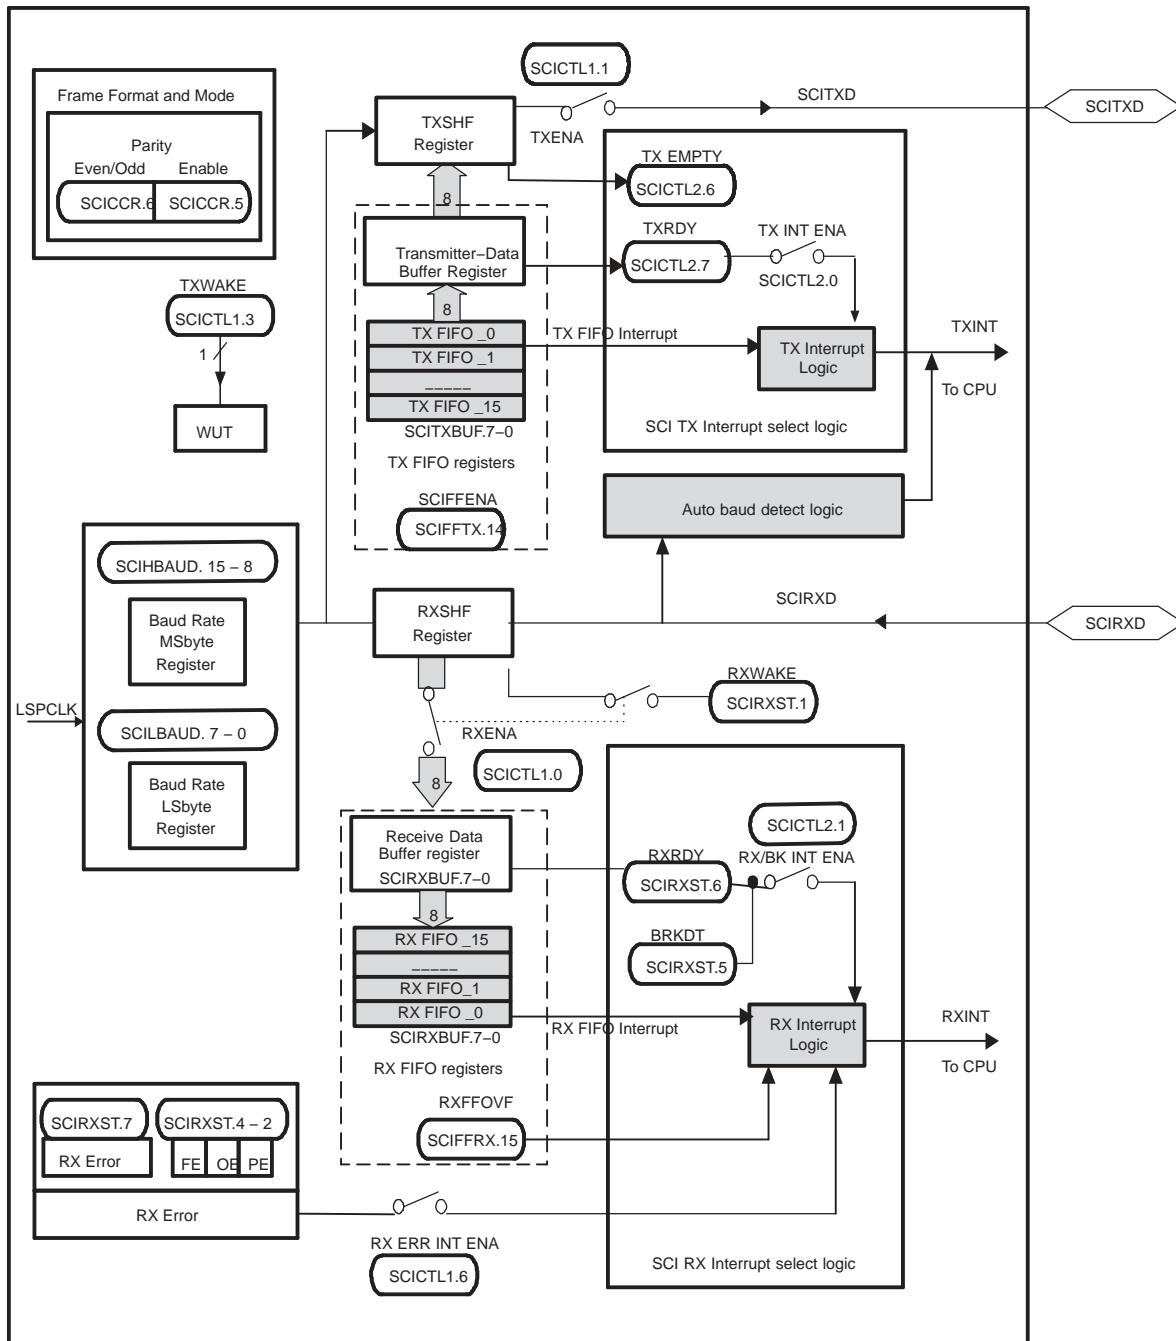 SCICTL1.1
Frame Format and Mode
Parity
Even/Odd Enable
SCICCR.6 SCICCR.5
TXSHF
Register
TXENA
SCITXD
SCITXD
TX EMPTY
SCICTL2.6
8
TXRDY
SCICTL2.7
TX INT ENA
SCICTL2.0
Transmitter–Data
Buffer Register
8
TXWAKE
SCICTL1.3
1
WUT
TX FIFO _0
TX FIFO _1
_____
TX FIFO _15
SCITXBUF.7–0
TX FIFO registers
SCIFFENA
SCIFFTX.14
TX FIFO Interrupt
TX Interrupt
Logic
TXINT
To CPU
SCI TX Interrupt select logic
Auto baud detect logic
SCIHBAUD. 15 – 8
Baud Rate
MSbyte
Register
LSPCLK
SCILBAUD. 7 – 0
Baud Rate
LSbyte
Register
RXSHF
Register
SCIRXD
SCIRXD
RXWAKE
SCIRXST.1
RXENA
SCICTL1.0
8
Receive Data
Buffer register
SCIRXBUF.7–0
8
SCICTL2.1
RXRDY
RX/BK INT ENA
SCIRXST.6
BRKDT
SCIRXST.5
RX FIFO _15
_____
RX FIFO_1
RX FIFO _0
SCIRXBUF.7–0
RX FIFO registers
RX FIFO Interrupt
RX Interrupt
Logic
RXINT
To CPU
RXFFOVF
SCIFFRX.15
SCIRXST.7
SCIRXST.4 – 2
RX Error
FE OE PE
RX Error
RX ERR INT ENA
SCICTL1.6
SCI RX Interrupt select logic